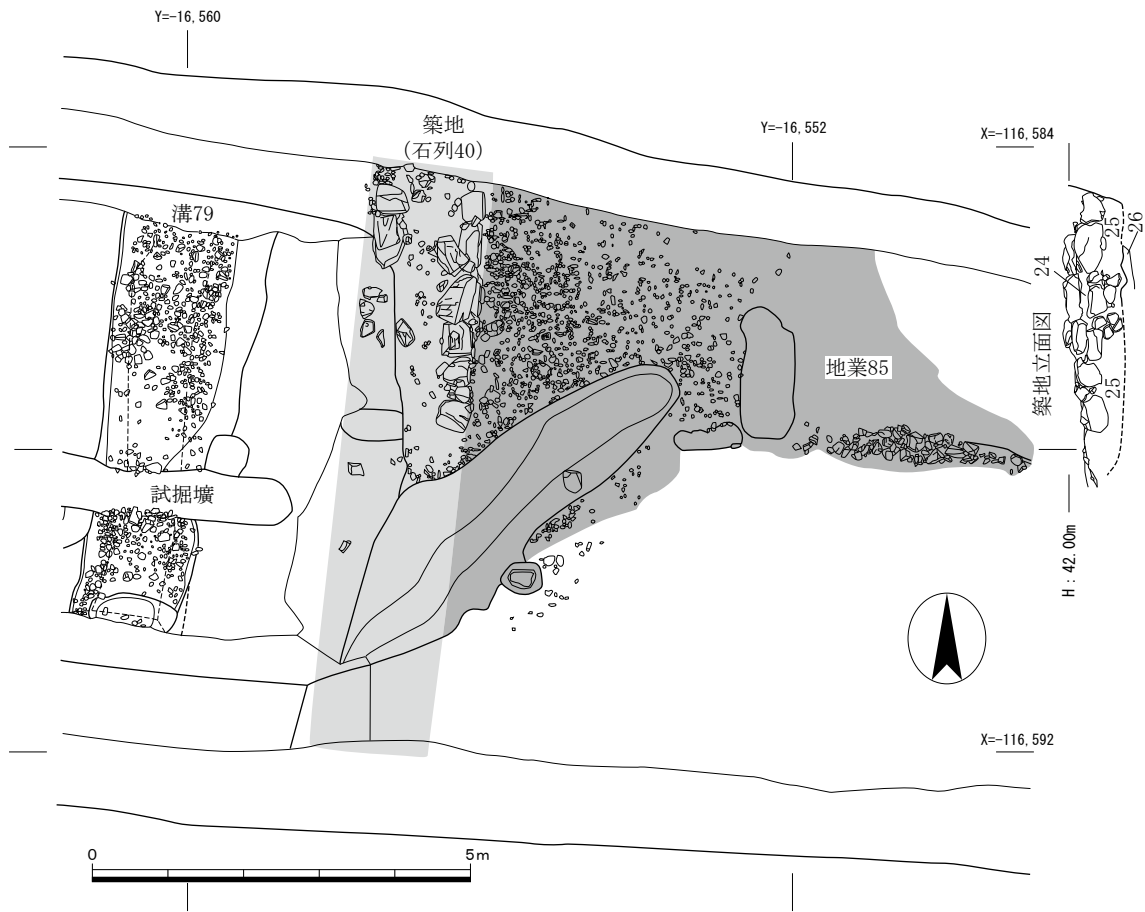 Y=-16,560
築地
(石列40)
Y=-16,552
X=-116,584
溝79
25
26
24
築地立面図
地業85
25
試掘壙
H : 42.00m
X=-116,592
0
5m